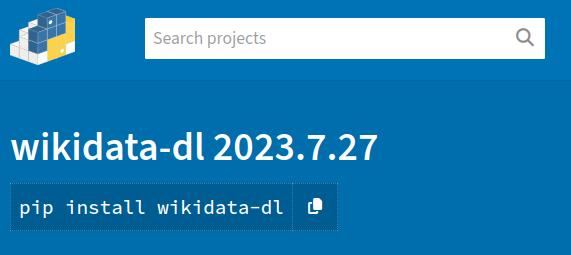 Search projects
wikidata-dl 2023.7.27
pip install wikidata-dl